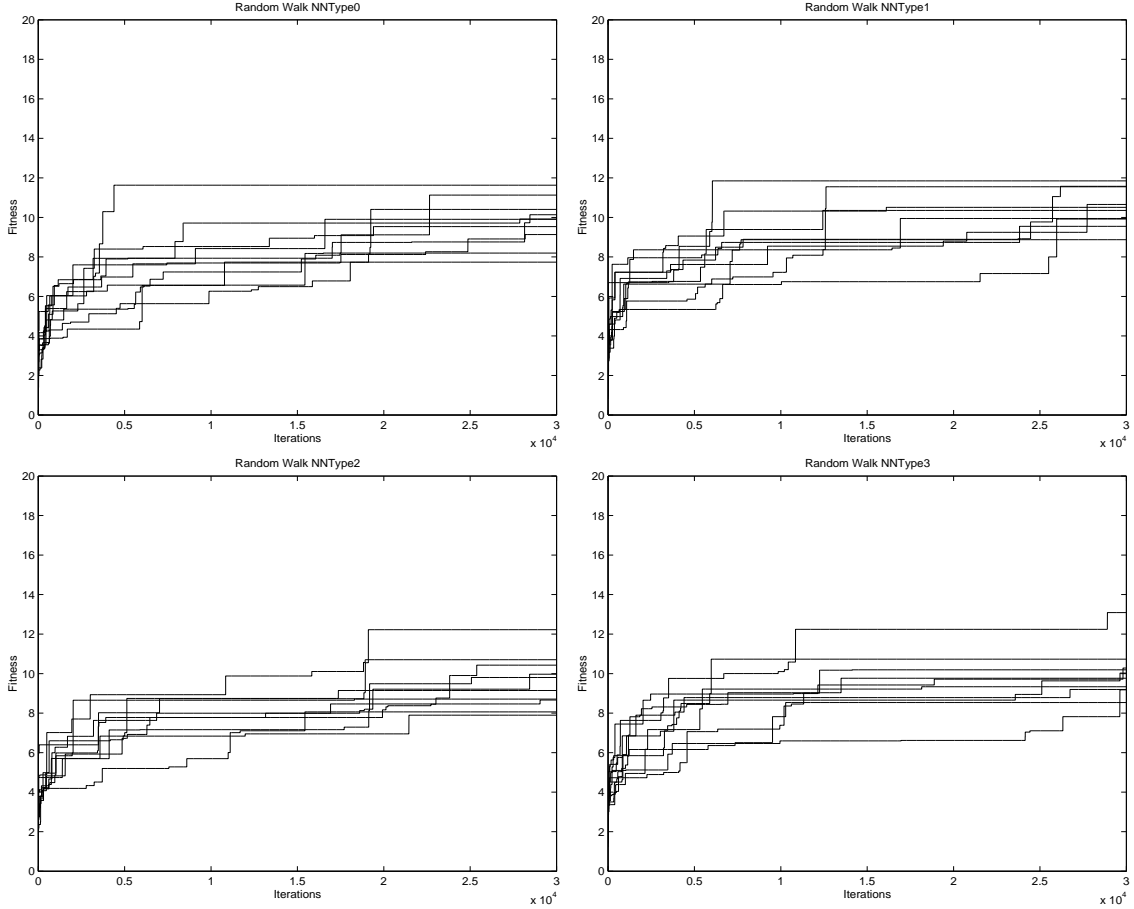 Random Walk NNType0
20
18
16
14
12
10
8
6
4
2
0
Fitness
0 0.5 1 1.5 2 2.5 3
Iterations
x 10^4
Random Walk NNType1
20
18
16
14
12
10
8
6
4
2
0
Fitness
0 0.5 1 1.5 2 2.5 3
Iterations
x 10^4
Random Walk NNType2
20
18
16
14
12
10
8
6
4
2
0
Fitness
0 0.5 1 1.5 2 2.5 3
Iterations
x 10^4
Random Walk NNType3
20
18
16
14
12
10
8
6
4
2
0
Fitness
0 0.5 1 1.5 2 2.5 3
Iterations
x 10^4